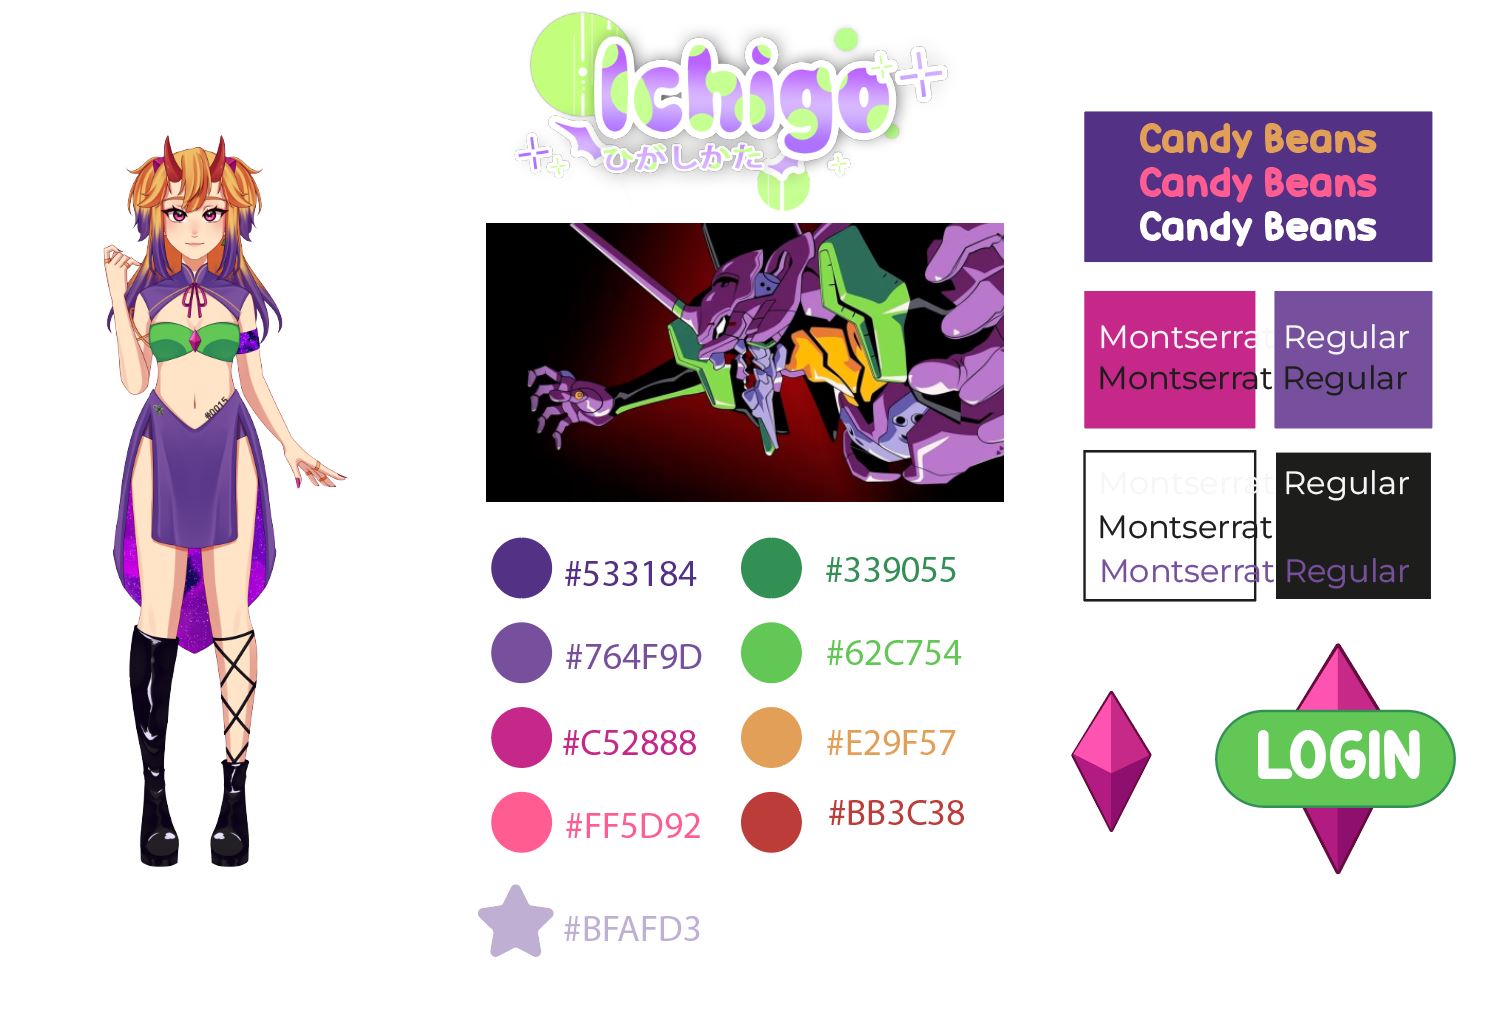 Ichigo
ひがしかた
#0015
#533184
#339055
#764F9D
#62C754
#C52888
#E29F57
#FF5D92
#BB3C38
#BFAFD3
Candy Beans
Candy Beans
Candy Beans
Montserrat Regular
Montserrat Regular
Montserrat Regular
Montserrat
Montserrat Regular
LOGIN